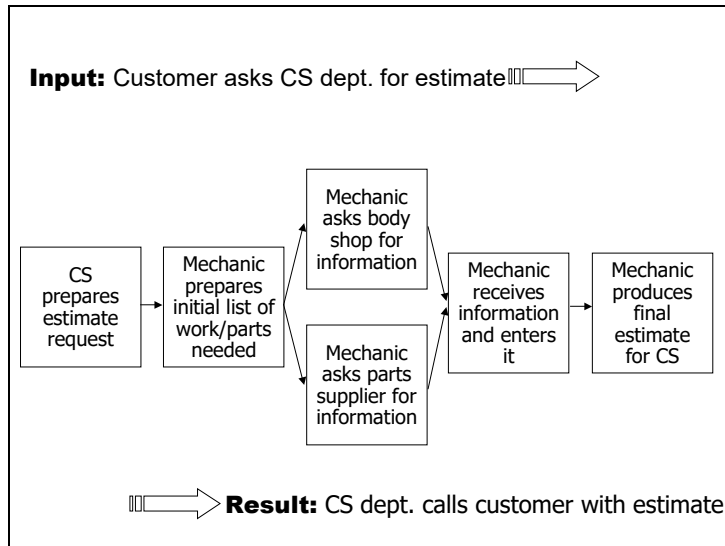 Input: Customer asks CS dept. for estimate
CS
prepares
estimate
request
Mechanic
prepares
initial list of
work/parts
needed
Mechanic
asks body
shop for
information
Mechanic
asks parts
supplier for
information
Mechanic
receives
information
and enters
it
Mechanic
produces
final
estimate
for CS
Result: CS dept. calls customer with estimate